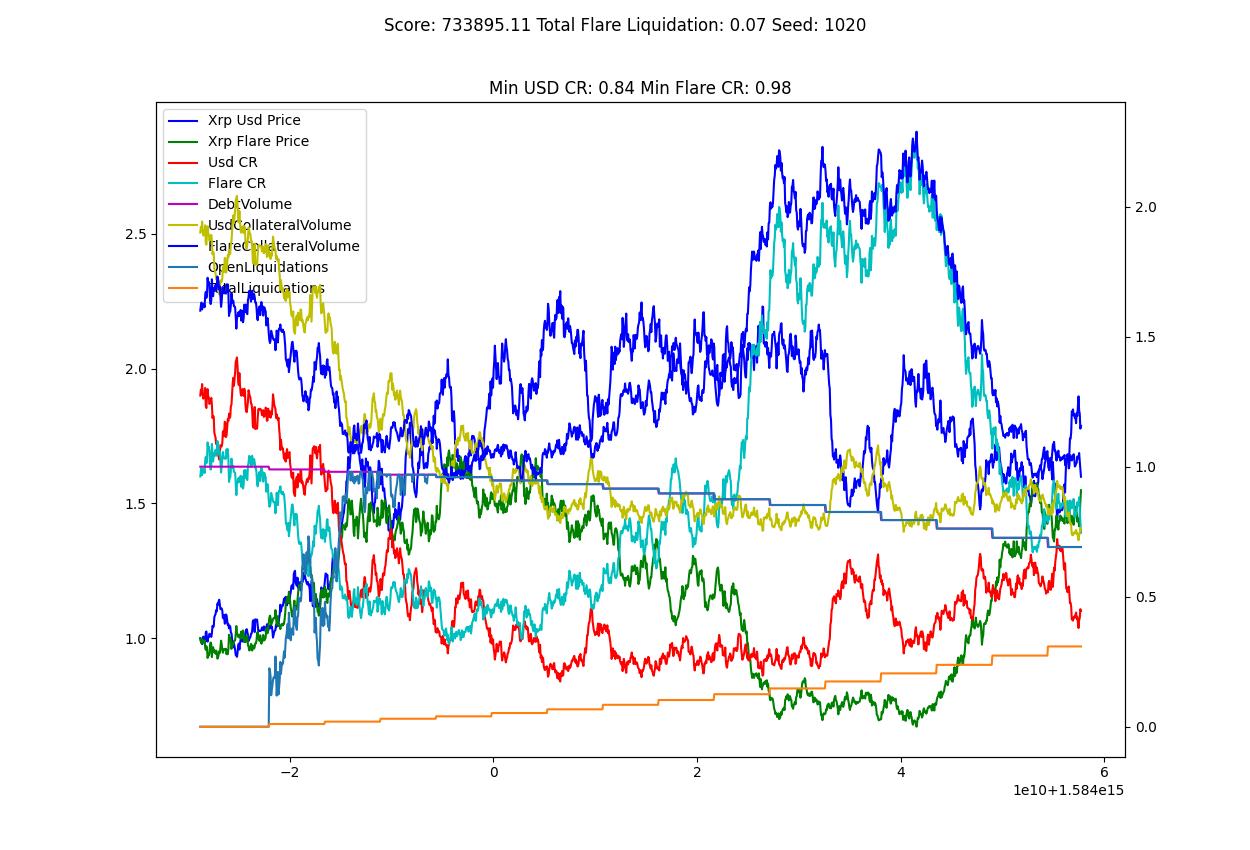 Score: 733895.11 Total Flare Liquidation: 0.07 Seed: 1020
Min USD CR: 0.84 Min Flare CR: 0.98
Xrp Usd Price
Xrp Flare Price
Usd CR
Flare CR
DebtVolume
UsdCollateralVolume
FlareCollateralVolume
OpenLiquidations
TotalLiquidations
2.5
2.0
1.5
1.0
2.0
1.5
1.0
0.5
0.0
−2
0
2
4
6
1e10+1.584e15